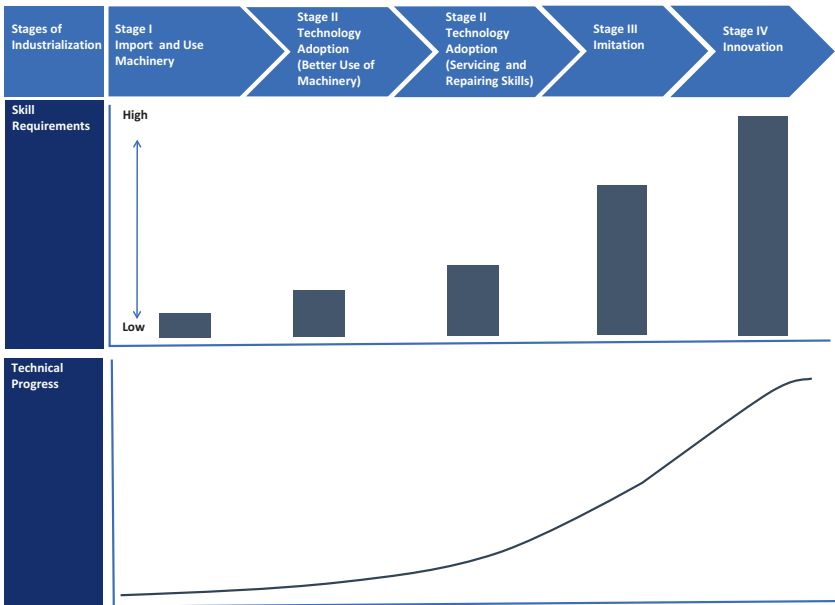 Stages of
Industrialization
Stage I
Import and Use
Machinery
Stage II
Technology
Adoption
(Better Use of
Machinery)
Stage II
Technology
Adoption
(Servicing and
Repairing Skills)
Stage III
Imitation
Stage IV
Innovation
Skill
Requirements
High
Low
Technical
Progress